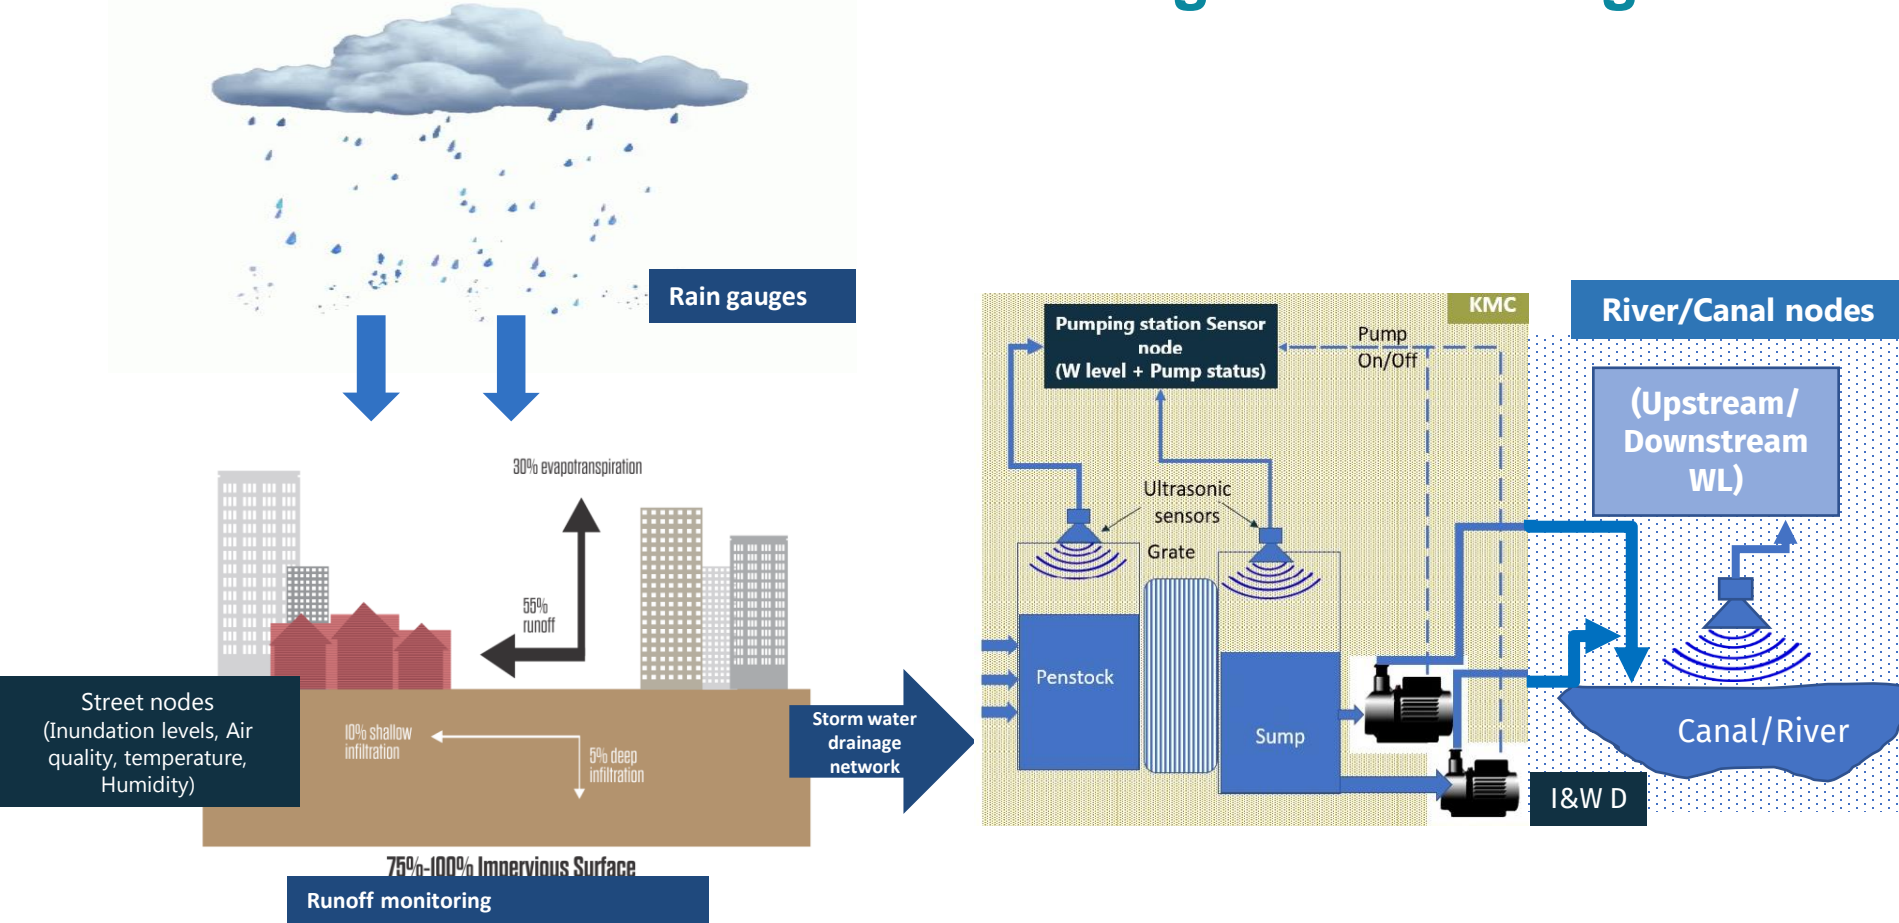 Rain gauges
30% evapotranspiration
55%
runoff
Street nodes
(Inundation levels, Air
quality, temperature,
Humidity)
10% shallow
infiltration
5% deep
infiltration
75%-100% Impervious Surface
Runoff monitoring
Storm water
drainage
network
KMC
Pumping station Sensor
node
(W level + Pump status)
Pump
On/Off
Ultrasonic
sensors
Grate
Penstock
Sump
River/Canal nodes
(Upstream/
Downstream
WL)
Canal/River
I&W D